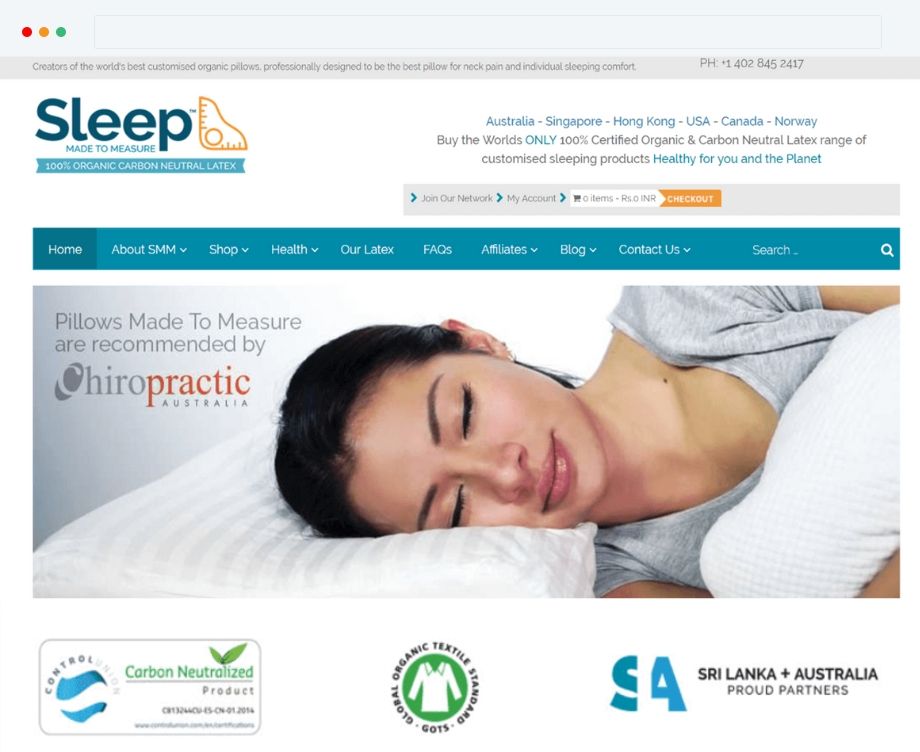 Creators of the world's best customised organic pillows, professionally designed to be the best pillow for neck pain and individual sleeping comfort.
PH: +1 402 845 2417
Sleep™
MADE TO MEASURE
100% ORGANIC CARBON NEUTRAL LATEX
Australia - Singapore - Hong Kong - USA - Canada - Norway
Buy the Worlds ONLY 100% Certified Organic & Carbon Neutral Latex range of
customised sleeping products Healthy for you and the Planet
Join Our Network My Account 0 items - Rs.0 INR CHECKOUT
Home About SMM Shop Health Our Latex FAQs Affiliates Blog Contact Us Search ...
Pillows Made To Measure
are recommended by
Chiropractic
AUSTRALIA
CONTROLUNION
Carbon Neutralized
Product
CB13244CU-ES-CN-01.2014
www.controlunion.com/en/certifications
GLOBAL ORGANIC TEXTILE STANDARD · GOTS ·
SA
SRI LANKA + AUSTRALIA
PROUD PARTNERS